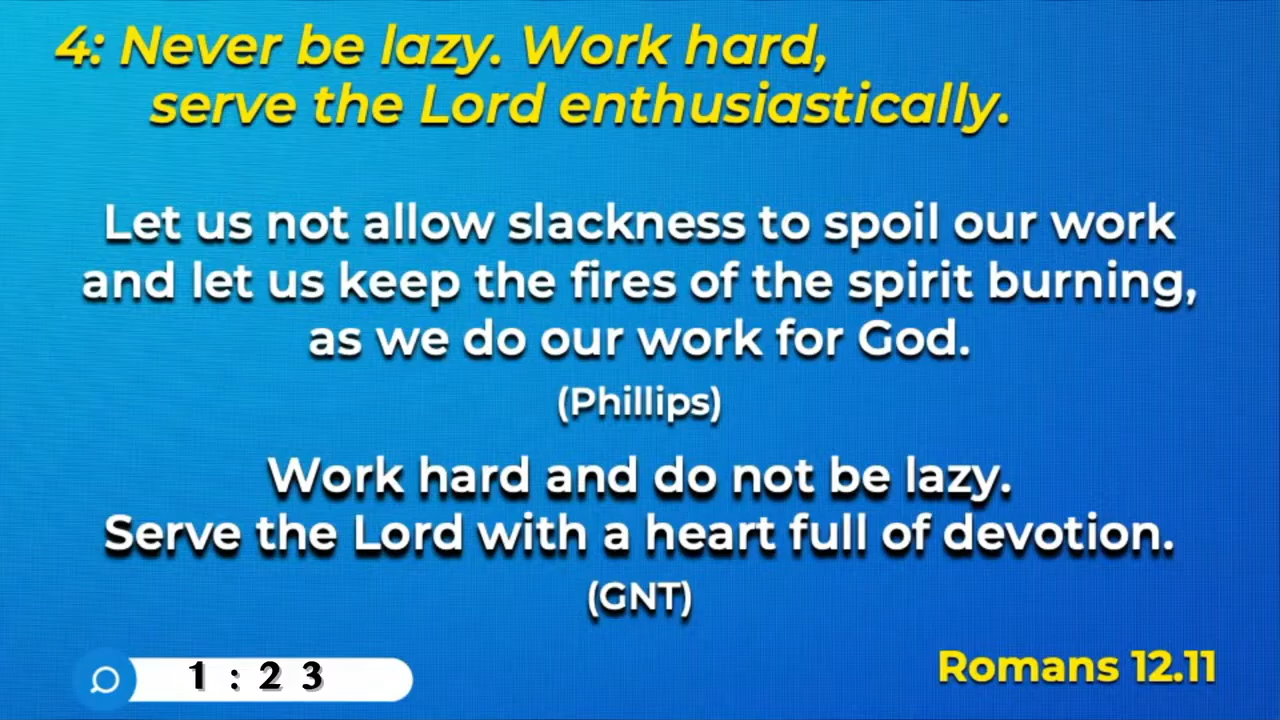 4: Never be lazy. Work hard,
serve the Lord enthusiastically.
Let us not allow slackness to spoil our work
and let us keep the fires of the spirit burning,
as we do our work for God.
(Phillips)
Work hard and do not be lazy.
Serve the Lord with a heart full of devotion.
(GNT)
1:23
Romans 12.11